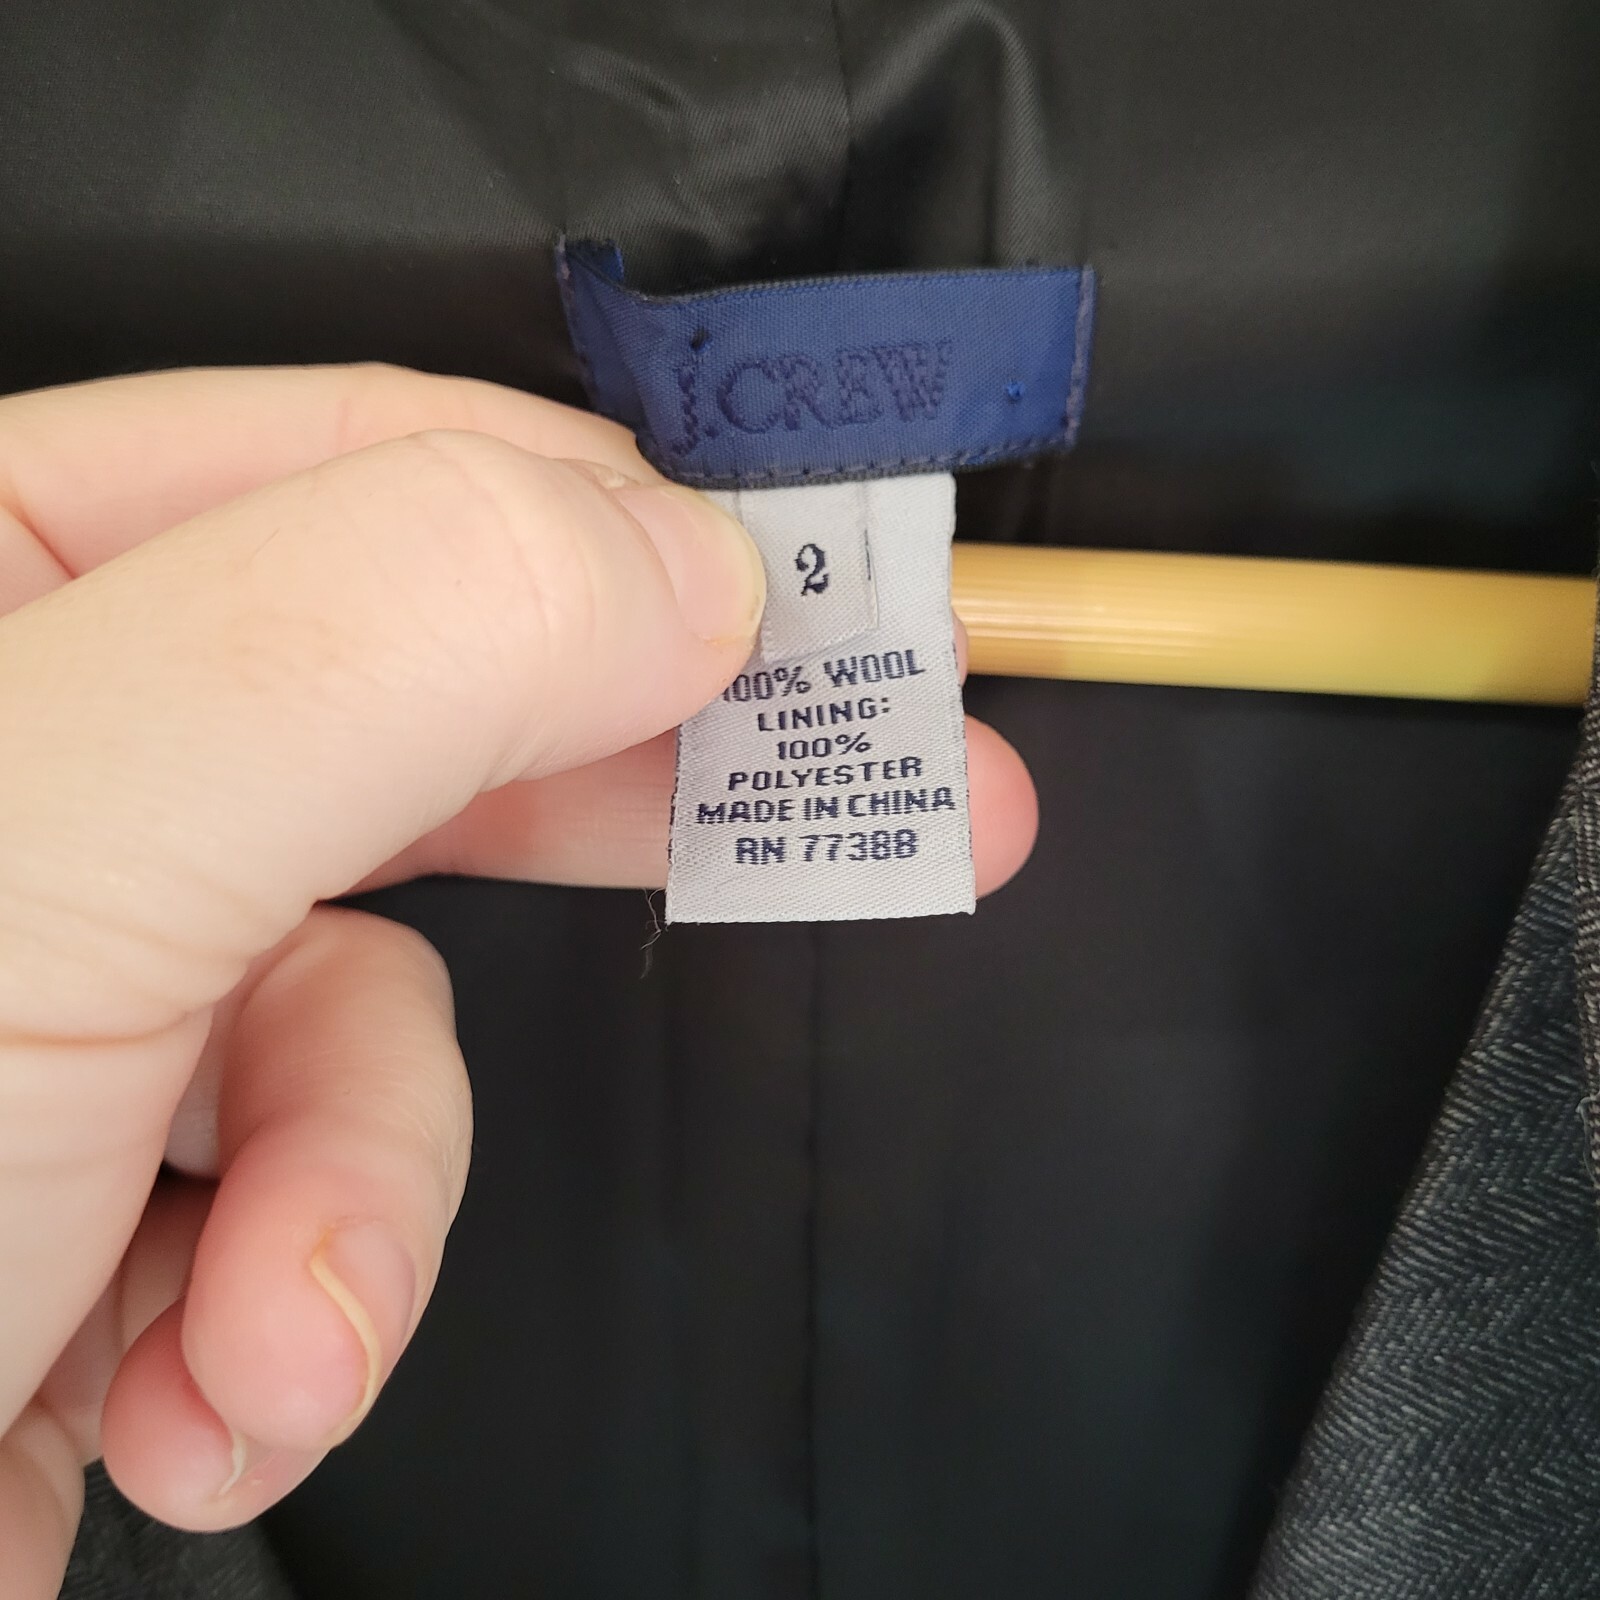 J.CREW
2
100% WOOL
LINING:
100%
POLYESTER
MADE IN CHINA
RN 77388